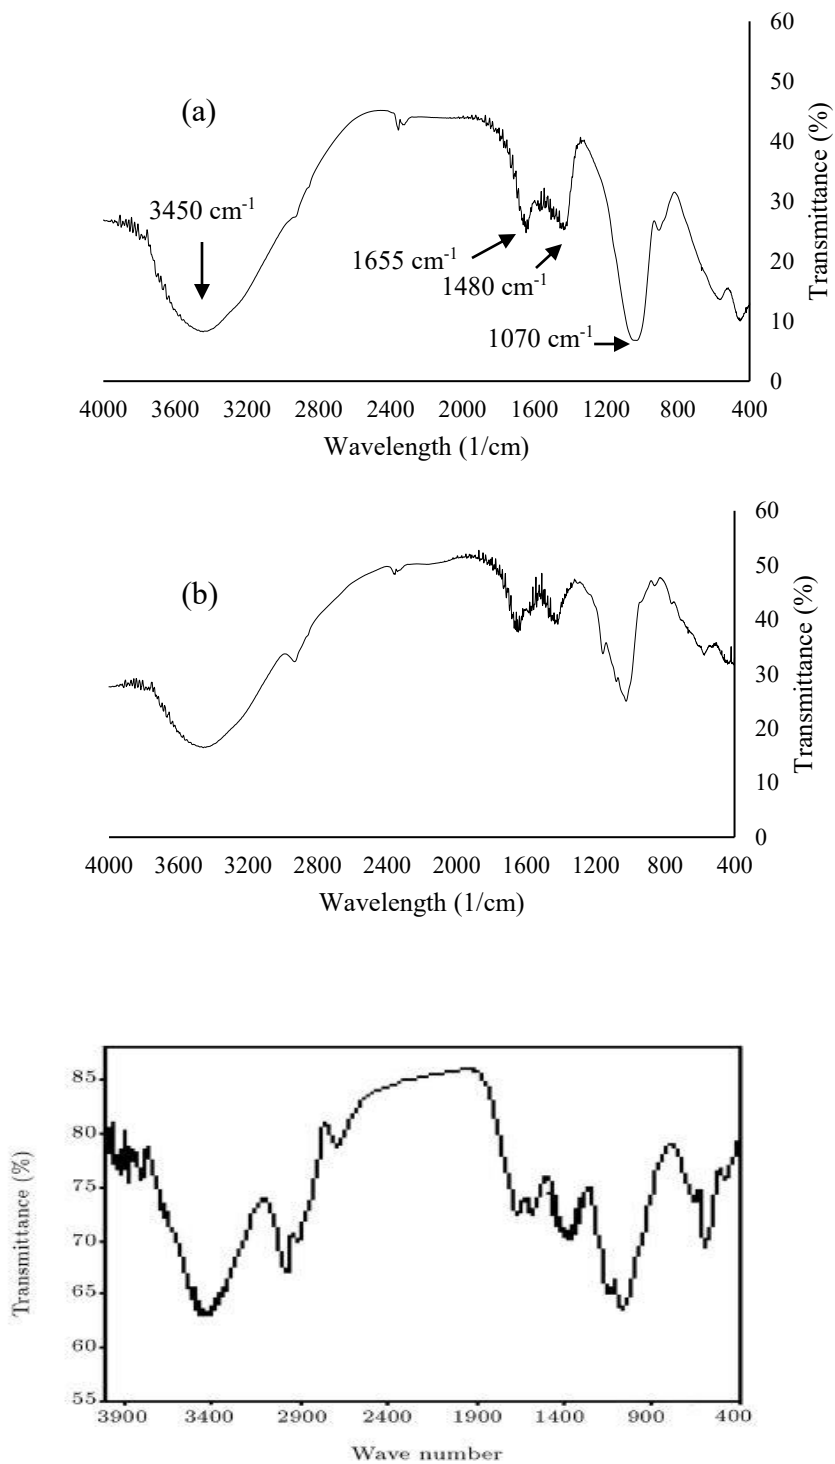 60
50
(a)
40
3450 cm-1
30
1655 cm-1
1480 cm-1
20
1070 cm-1
10
0
Transmittance (%)
4000 3600 3200 2800 2400 2000 1600 1200 800 400
Wavelength (1/cm)
60
50
(b)
40
30
20
10
0
Transmittance (%)
4000 3600 3200 2800 2400 2000 1600 1200 800 400
Wavelength (1/cm)
85
80
75
70
65
60
55
Transmittance (%)
3900 3400 2900 2400 1900 1400 900 400
Wave number